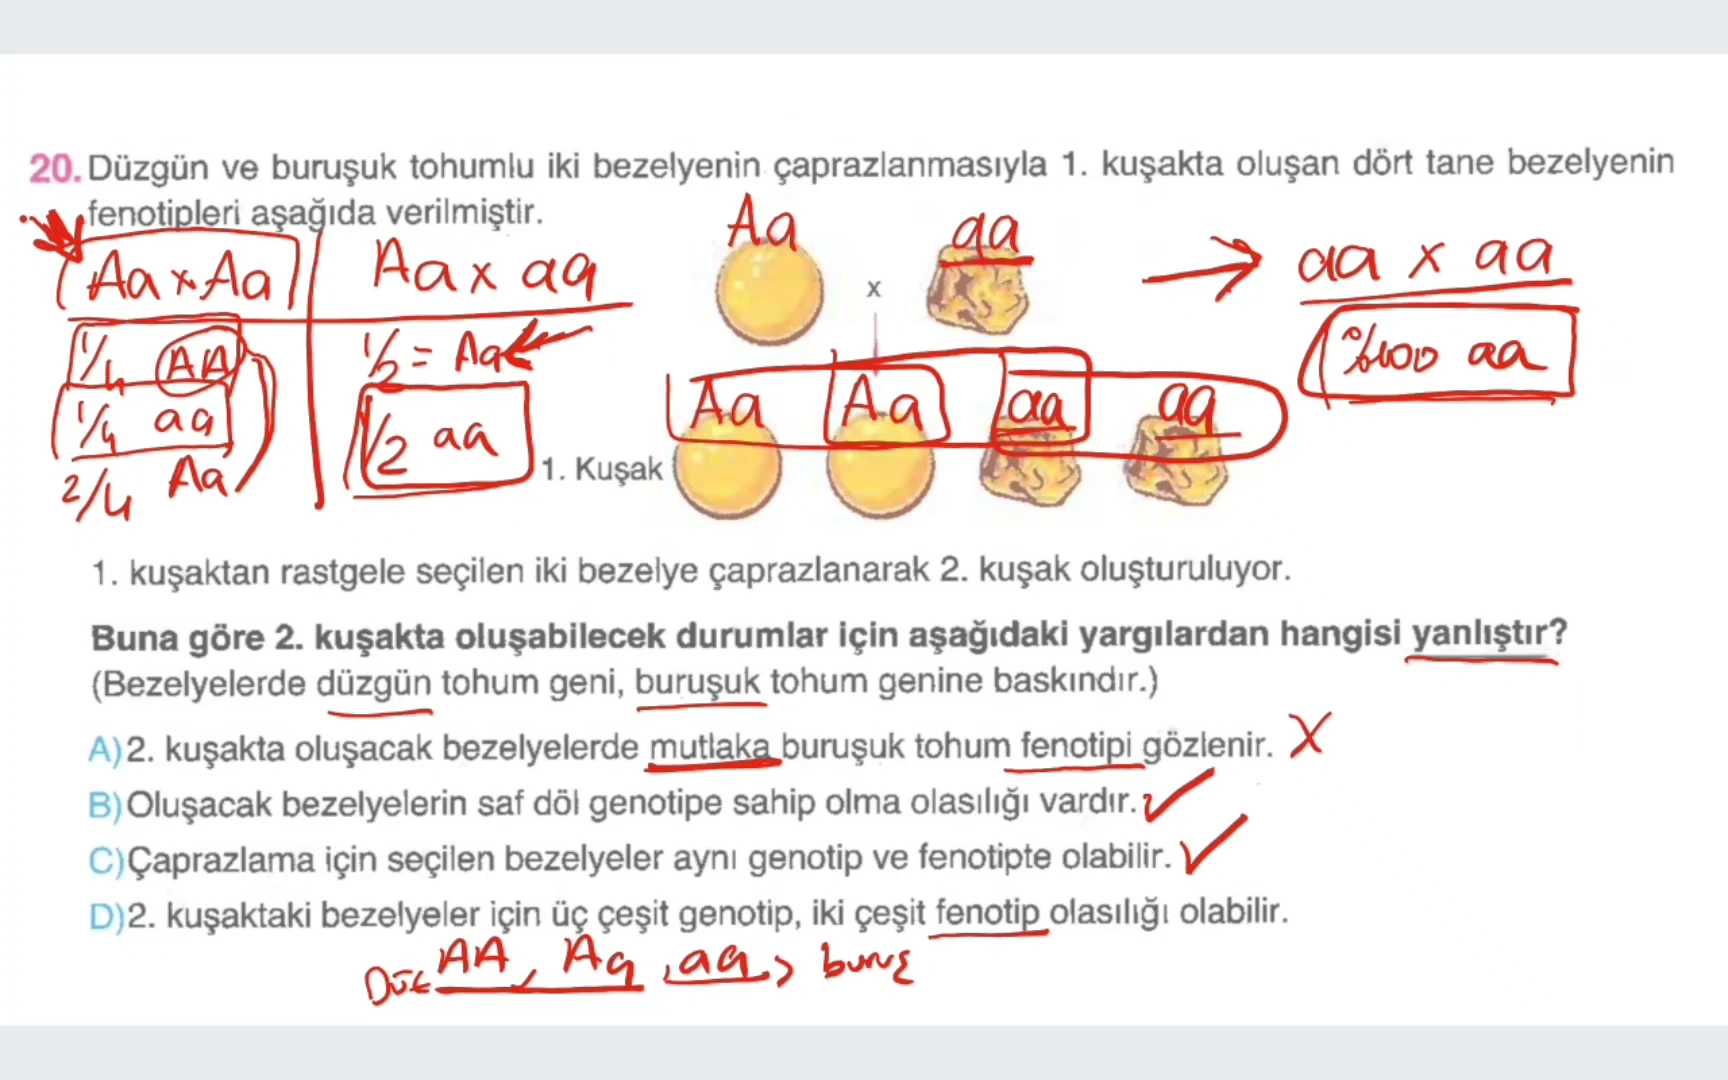 20. Düzgün ve buruşuk tohumlu iki bezelyenin çaprazlanmasıyla 1. kuşakta oluşan dört tane bezelyenin
fenotipleri aşağıda verilmiştir.
Aa x Aa
1/4 AA
1/4 aa
2/4 Aa
Aa x aa
1/2 = Aa
1/2 aa
Aa aa
x
Aa Aa aa aa
1. Kuşak
aa x aa
%100 aa
1. kuşaktan rastgele seçilen iki bezelye çaprazlanarak 2. kuşak oluşturuluyor.
Buna göre 2. kuşakta oluşabilecek durumlar için aşağıdaki yargılardan hangisi yanlıştır?
(Bezelyelerde düzgün tohum geni, buruşuk tohum genine baskındır.)
A) 2. kuşakta oluşacak bezelyelerde mutlaka buruşuk tohum fenotipi gözlenir. X
B) Oluşacak bezelyelerin saf döl genotipe sahip olma olasılığı vardır. ✓
C) Çaprazlama için seçilen bezelyeler aynı genotip ve fenotipte olabilir. ✓
D) 2. kuşaktaki bezelyeler için üç çeşit genotip, iki çeşit fenotip olasılığı olabilir.
AA, Aa, aa > buruş